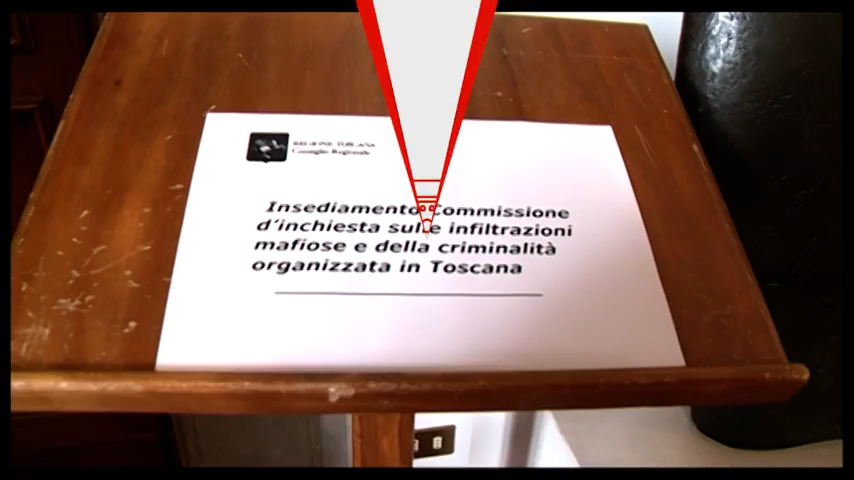 REGIONE TOSCANA
Consiglio Regionale
Insediamento Commissione
d'inchiesta sulle infiltrazioni
mafiose e della criminalità
organizzata in Toscana